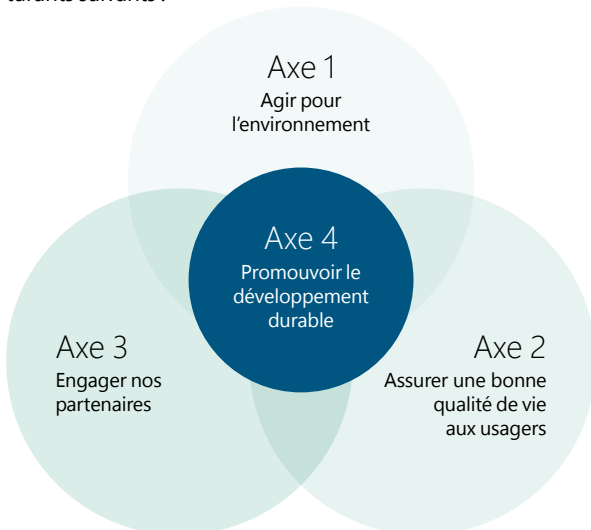 suivants :
Axe 1
Agir pour
l'environnement
Axe 4
Promouvoir le
développement
durable
Axe 3
Engager nos
partenaires
Axe 2
Assurer une bonne
qualité de vie
aux usagers